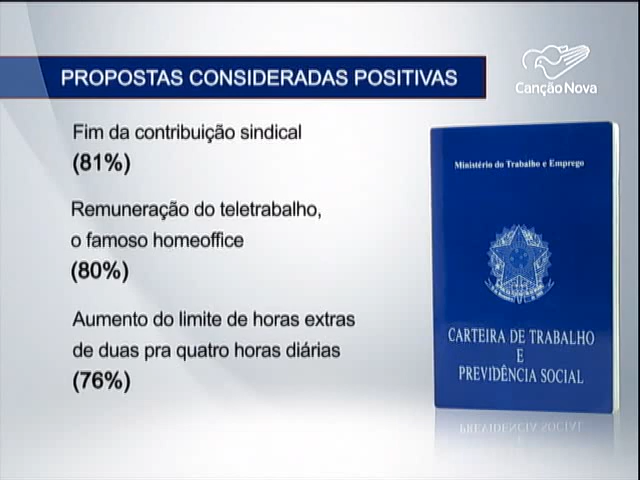 PROPOSTAS CONSIDERADAS POSITIVAS
Canção Nova
Fim da contribuição sindical
(81%)
Remuneração do teletrabalho,
o famoso homeoffice
(80%)
Aumento do limite de horas extras
de duas pra quatro horas diárias
(76%)
Ministério do Trabalho e Emprego
CARTEIRA DE TRABALHO
E
PREVIDÊNCIA SOCIAL